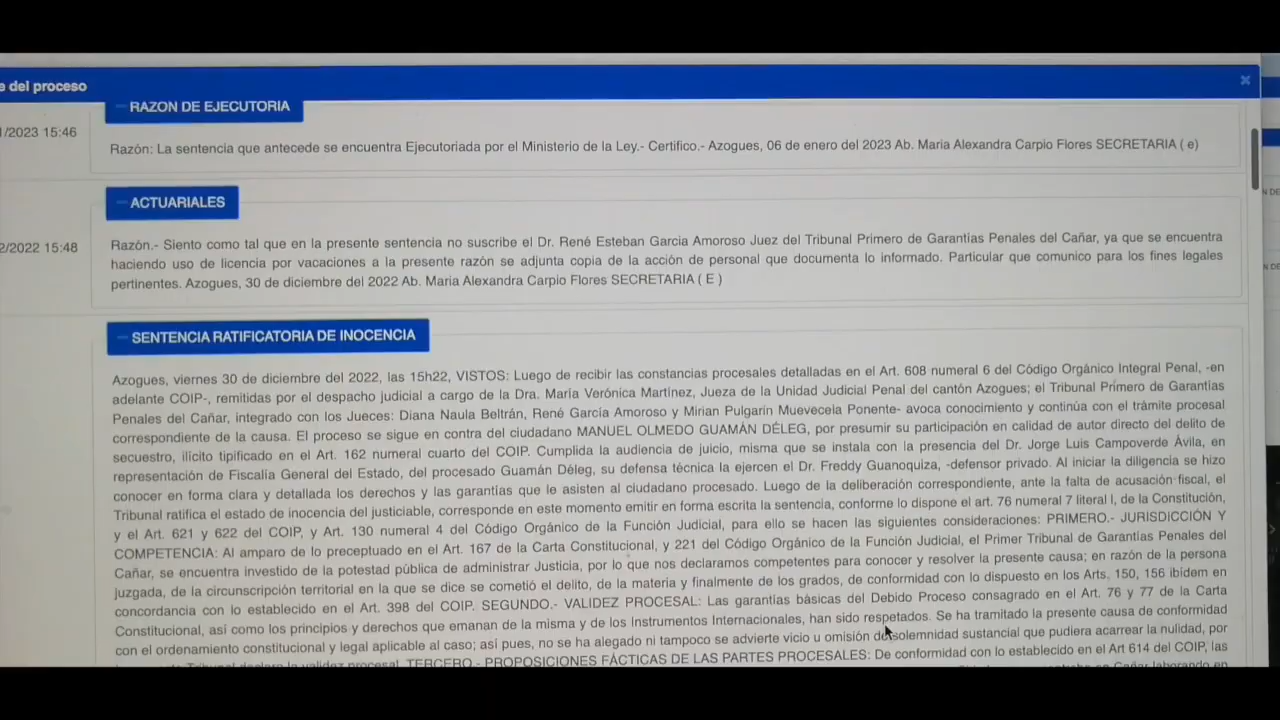 e del proceso
RAZON DE EJECUTORIA
1/2023 15:46
Razón: La sentencia que antecede se encuentra Ejecutoriada por el Ministerio de la Ley.- Certifico.- Azogues, 06 de enero del 2023 Ab. Maria Alexandra Carpio Flores SECRETARIA ( e)
ACTUARIALES
2/2022 15:48
Razón.- Siento como tal que en la presente sentencia no suscribe el Dr. René Esteban Garcia Amoroso Juez del Tribunal Primero de Garantías Penales del Cañar, ya que se encuentra
haciendo uso de licencia por vacaciones a la presente razón se adjunta copia de la acción de personal que documenta lo informado. Particular que comunico para los fines legales
pertinentes. Azogues, 30 de diciembre del 2022 Ab. Maria Alexandra Carpio Flores SECRETARIA ( E )
SENTENCIA RATIFICATORIA DE INOCENCIA
Azogues, viernes 30 de diciembre del 2022, las 15h22, VISTOS: Luego de recibir las constancias procesales detalladas en el Art. 608 numeral 6 del Código Orgánico Integral Penal, -en
adelante COIP-, remitidas por el despacho judicial a cargo de la Dra. María Verónica Martínez, Jueza de la Unidad Judicial Penal del cantón Azogues; el Tribunal Primero de Garantías
Penales del Cañar, integrado con los Jueces: Diana Naula Beltrán, René García Amoroso y Mirian Pulgarín Muevecela Ponente- avoca conocimiento y continúa con el trámite procesal
correspondiente de la causa. El proceso se sigue en contra del ciudadano MANUEL OLMEDO GUAMÁN DÉLEG, por presumir su participación en calidad de autor directo del delito de
secuestro, ilícito tipificado en el Art. 162 numeral cuarto del COIP. Cumplida la audiencia de juicio, misma que se instala con la presencia del Dr. Jorge Luis Campoverde Ávila, en
representación de Fiscalía General del Estado, del procesado Guamán Déleg, su defensa técnica la ejercen el Dr. Freddy Guanoquiza, -defensor privado. Al iniciar la diligencia se hizo
conocer en forma clara y detallada los derechos y las garantías que le asisten al ciudadano procesado. Luego de la deliberación correspondiente, ante la falta de acusación fiscal, el
Tribunal ratifica el estado de inocencia del justiciable, corresponde en este momento emitir en forma escrita la sentencia, conforme lo dispone el art. 76 numeral 7 literal l, de la Constitución,
y el Art. 621 y 622 del COIP, y Art. 130 numeral 4 del Código Orgánico de la Función Judicial, para ello se hacen las siguientes consideraciones: PRIMERO.- JURISDICCIÓN Y
COMPETENCIA: Al amparo de lo preceptuado en el Art. 167 de la Carta Constitucional, y 221 del Código Orgánico de la Función Judicial, el Primer Tribunal de Garantías Penales del
Cañar, se encuentra investido de la potestad pública de administrar Justicia, por lo que nos declaramos competentes para conocer y resolver la presente causa; en razón de la persona
juzgada, de la circunscripción territorial en la que se dice se cometió el delito, de la materia y finalmente de los grados, de conformidad con lo dispuesto en los Arts, 150, 156 ibídem en
concordancia con lo establecido en el Art. 398 del COIP. SEGUNDO.- VALIDEZ PROCESAL: Las garantías básicas del Debido Proceso consagrado en el Art. 76 y 77 de la Carta
Constitucional, así como los principios y derechos que emanan de la misma y de los Instrumentos Internacionales, han sido respetados. Se ha tramitado la presente causa de conformidad
con el ordenamiento constitucional y legal aplicable al caso; así pues, no se ha alegado ni tampoco se advierte vicio u omisión de solemnidad sustancial que pudiera acarrear la nulidad, por
Tribunal declara la validez procesal. TERCERO.- PROPOSICIONES FÁCTICAS DE LAS PARTES PROCESALES: De conformidad con lo establecido en el Art 614 del COIP, las